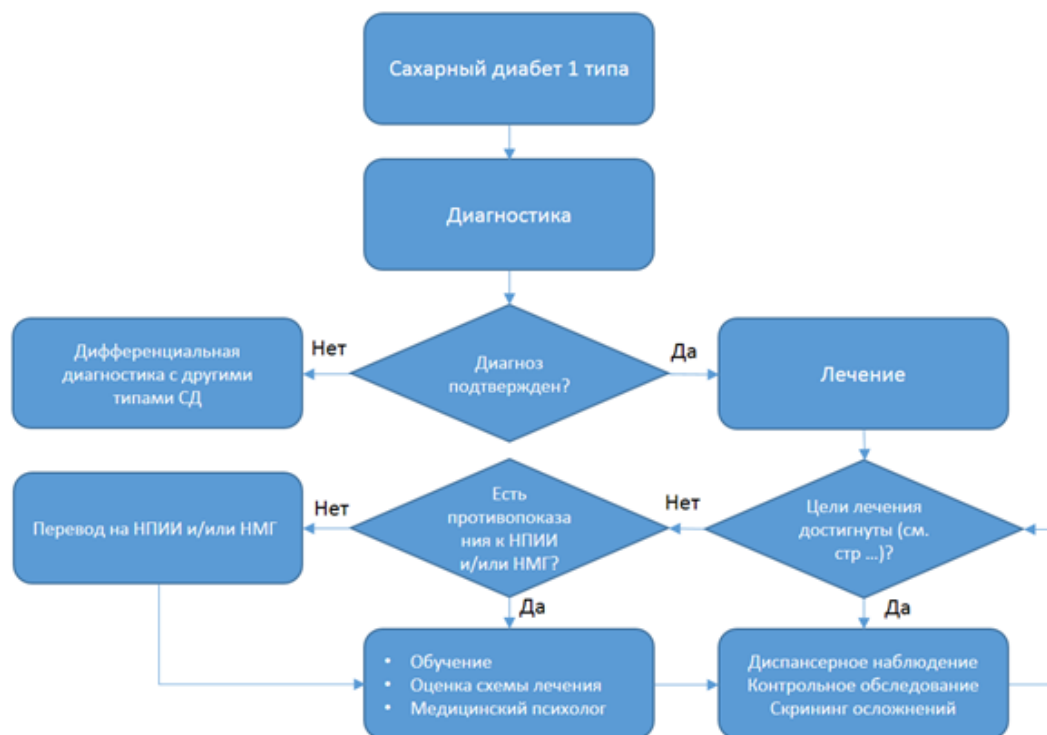 Сахарный диабет 1 типа
Диагностика
Дифференциальная
диагностика с другими
типами СД
Нет
Диагноз
подтвержден?
Да
Лечение
Перевод на НПИИ и/или НМГ
Нет
Есть
противопоказа
ния к НПИИ
и/или НМГ?
Нет
Цели лечения
достигнуты (см.
стр ...)?
Да
Да
• Обучение
• Оценка схемы лечения
• Медицинский психолог
Диспансерное наблюдение
Контрольное обследование
Скрининг осложнений